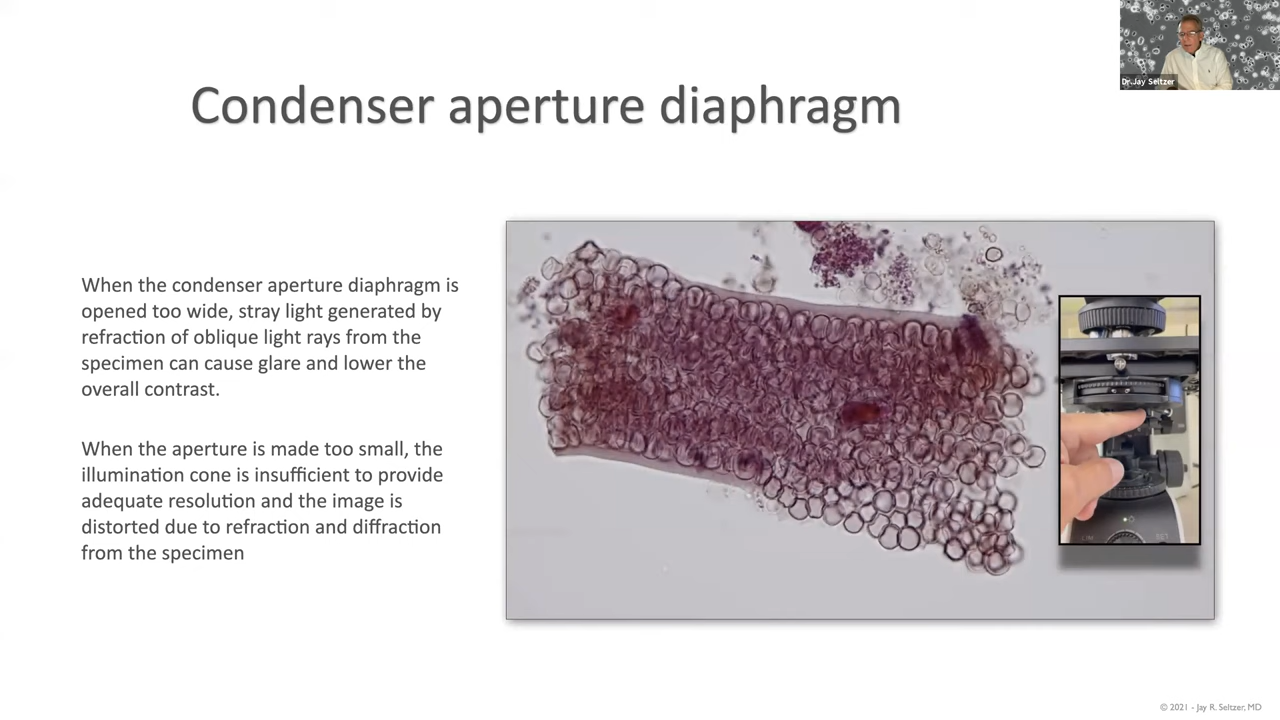 Dr.Jay Seltzer
Condenser aperture diaphragm
When the condenser aperture diaphragm is
opened too wide, stray light generated by
refraction of oblique light rays from the
specimen can cause glare and lower the
overall contrast.
When the aperture is made too small, the
illumination cone is insufficient to provide
adequate resolution and the image is
distorted due to refraction and diffraction
from the specimen
LIM
SET
© 2021 - Jay R. Seltzer, MD